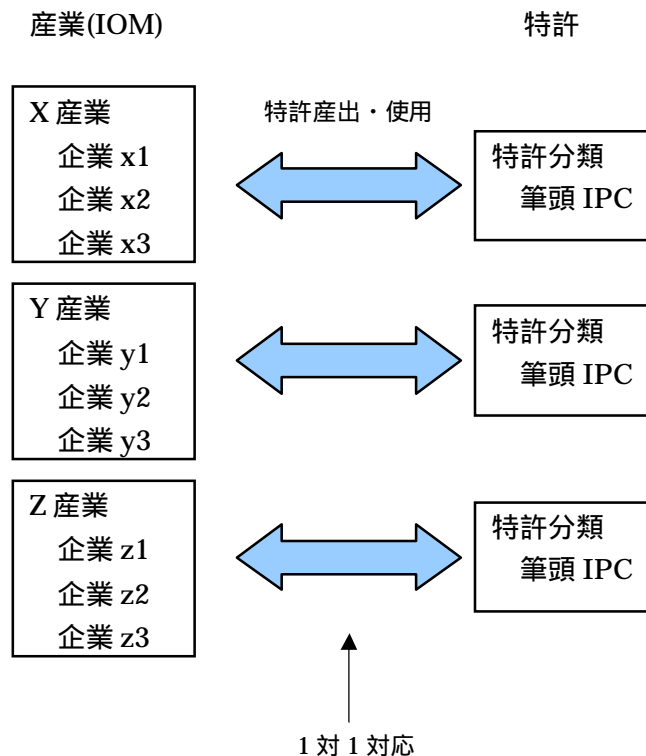 産業(IOM)
特許
X 産業
企業 x1
企業 x2
企業 x3
特許産出・使用
特許分類
筆頭 IPC
Y 産業
企業 y1
企業 y2
企業 y3
特許分類
筆頭 IPC
Z 産業
企業 z1
企業 z2
企業 z3
特許分類
筆頭 IPC
1 対 1 対応